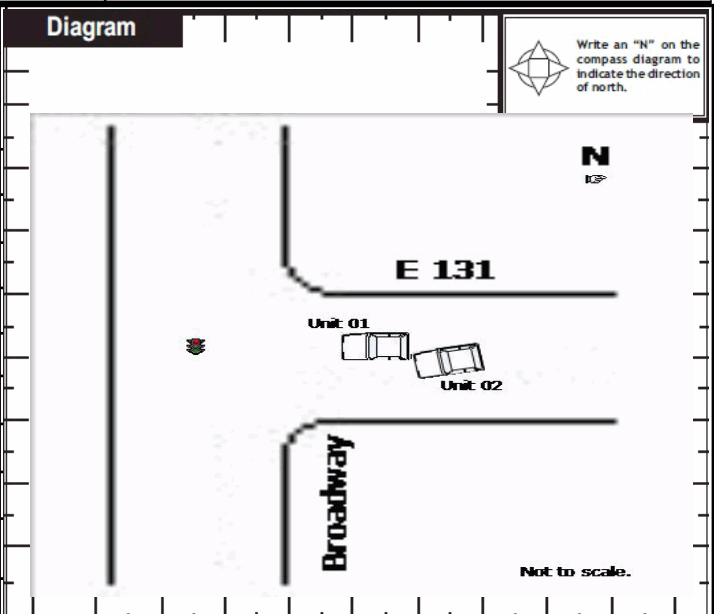 Diagram
Write an “N” on the
compass diagram to
indicate the direction
of north.
N
E 131
Unit 01
Unit 02
Broadway
Not to scale.